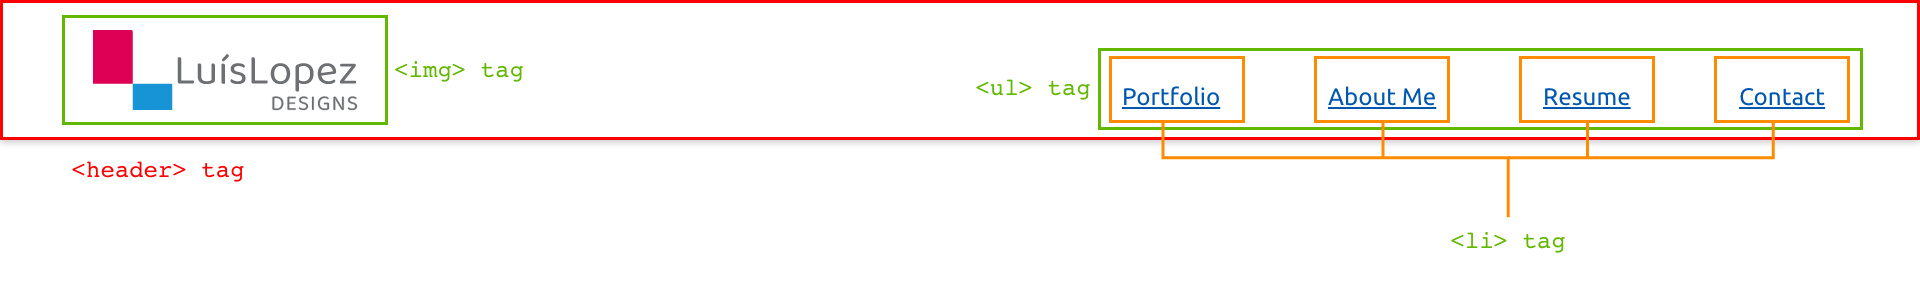 LuísLopez
DESIGNS
<img> tag
<ul> tag
Portfolio
About Me
Resume
Contact
<header> tag
<li> tag